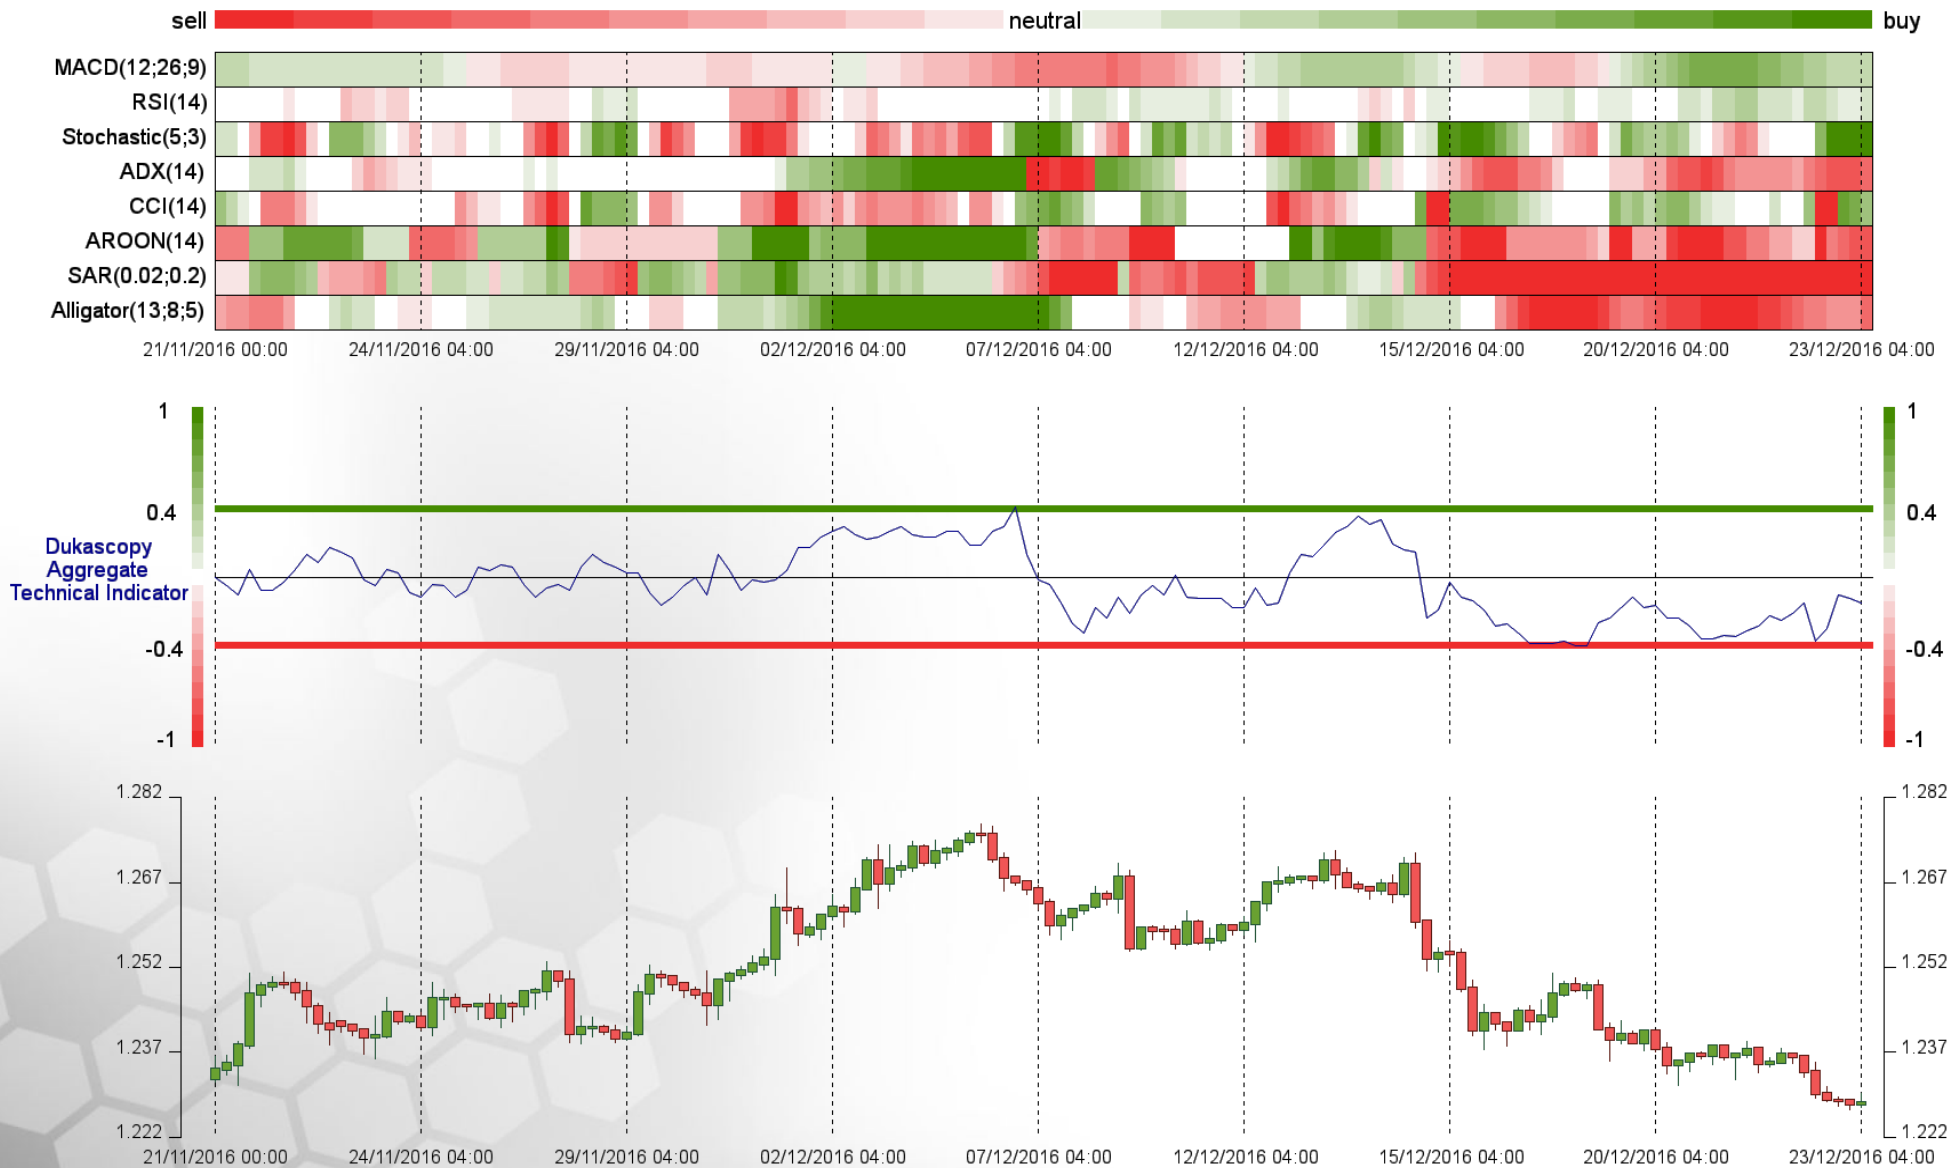 sell neutral buy
MACD(12;26;9)
RSI(14)
Stochastic(5;3)
ADX(14)
CCI(14)
AROON(14)
SAR(0.02;0.2)
Alligator(13;8;5)
21/11/2016 00:00 24/11/2016 04:00 29/11/2016 04:00 02/12/2016 04:00 07/12/2016 04:00 12/12/2016 04:00 15/12/2016 04:00 20/12/2016 04:00 23/12/2016 04:00
1 1
0.4 0.4
Dukascopy
Aggregate
Technical Indicator
-0.4 -0.4
-1 -1
1.282 1.282
1.267 1.267
1.252 1.252
1.237 1.237
1.222 1.222
21/11/2016 00:00 24/11/2016 04:00 29/11/2016 04:00 02/12/2016 04:00 07/12/2016 04:00 12/12/2016 04:00 15/12/2016 04:00 20/12/2016 04:00 23/12/2016 04:00